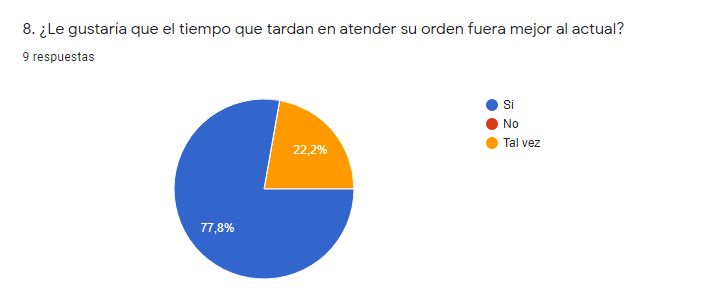 8. ¿Le gustaría que el tiempo que tardan en atender su orden fuera mejor al actual?
9 respuestas
Si
No
Tal vez
22,2%
77,8%